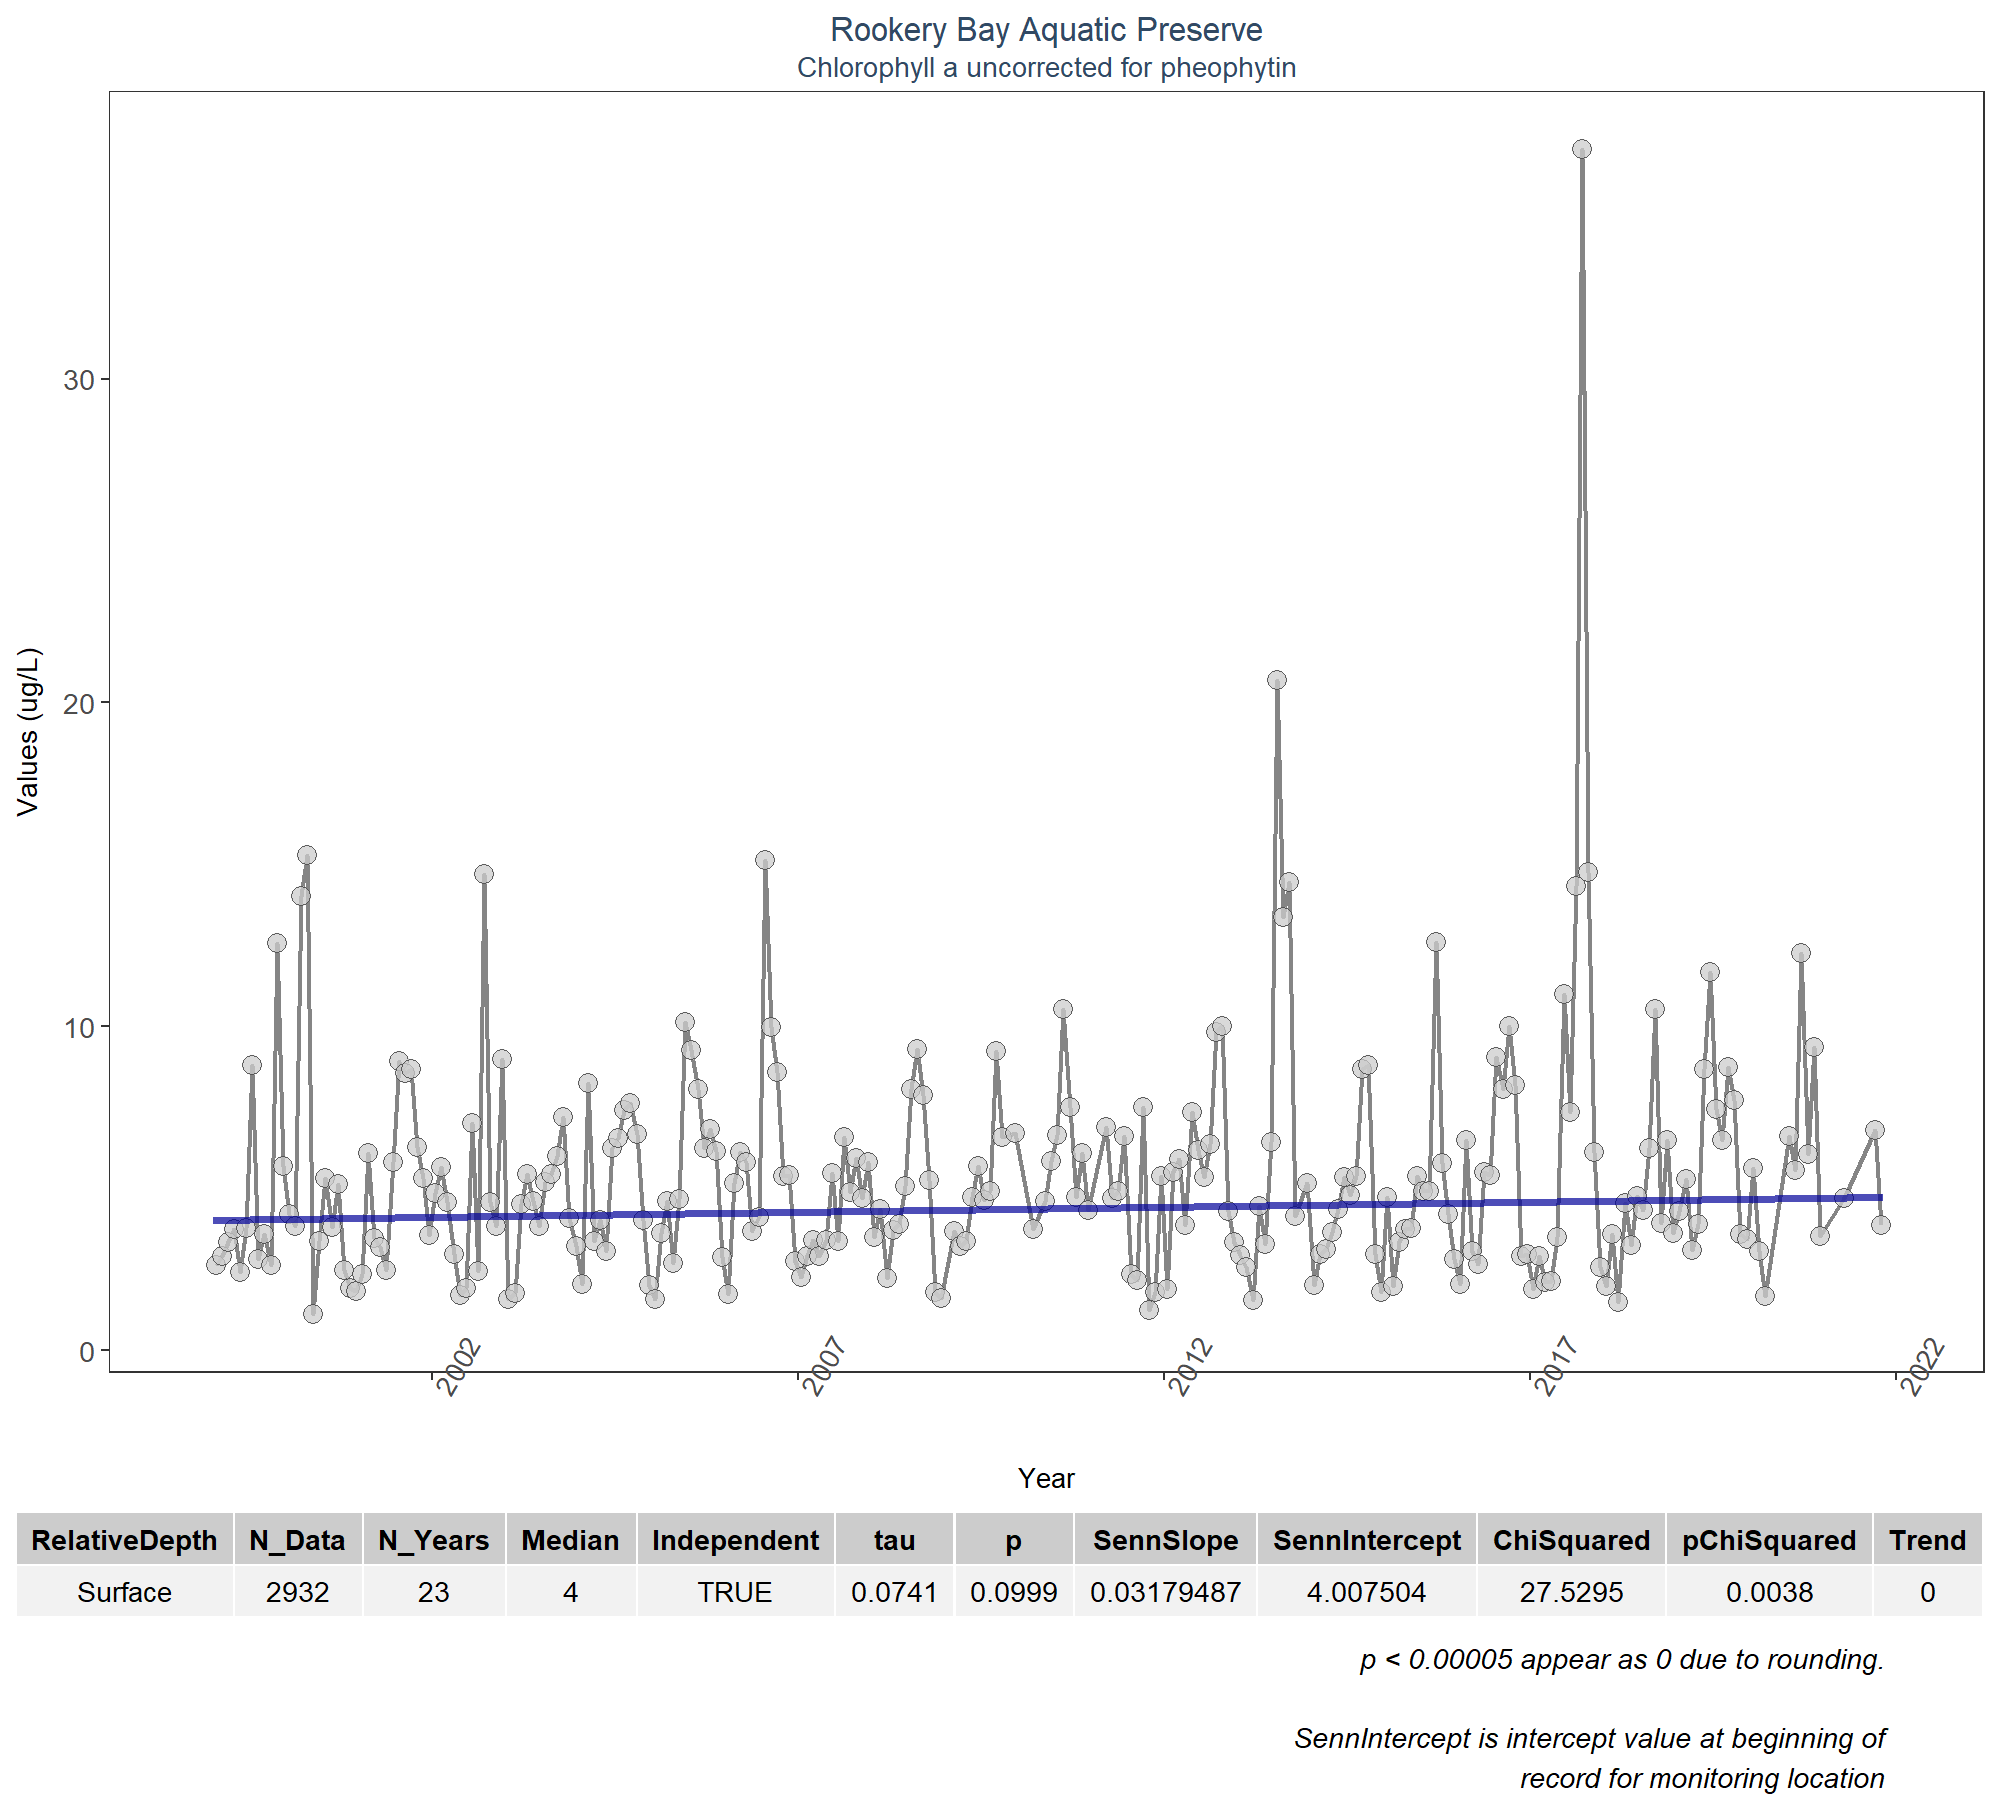 Rookery Bay Aquatic Preserve
Chlorophyll a uncorrected for pheophytin
Values (ug/L)
30
20
10
0
2002 2007 2012 2017 2022
Year
RelativeDepth N_Data N_Years Median Independent tau p SennSlope SennIntercept ChiSquared pChiSquared Trend
Surface 2932 23 4 TRUE 0.0741 0.0999 0.03179487 4.007504 27.5295 0.0038 0
p < 0.00005 appear as 0 due to rounding.
SennIntercept is intercept value at beginning of
record for monitoring location